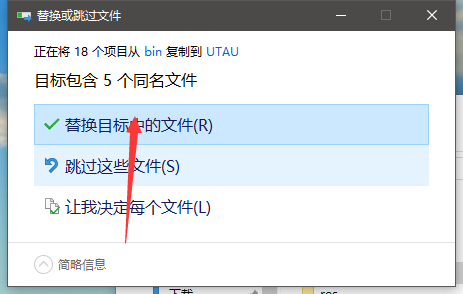 替换或跳过文件
正在将 18 个项目从 bin 复制到 UTAU
目标包含 5 个同名文件
替换目标中的文件(R)
跳过这些文件(S)
让我决定每个文件(L)
简略信息
下载
res